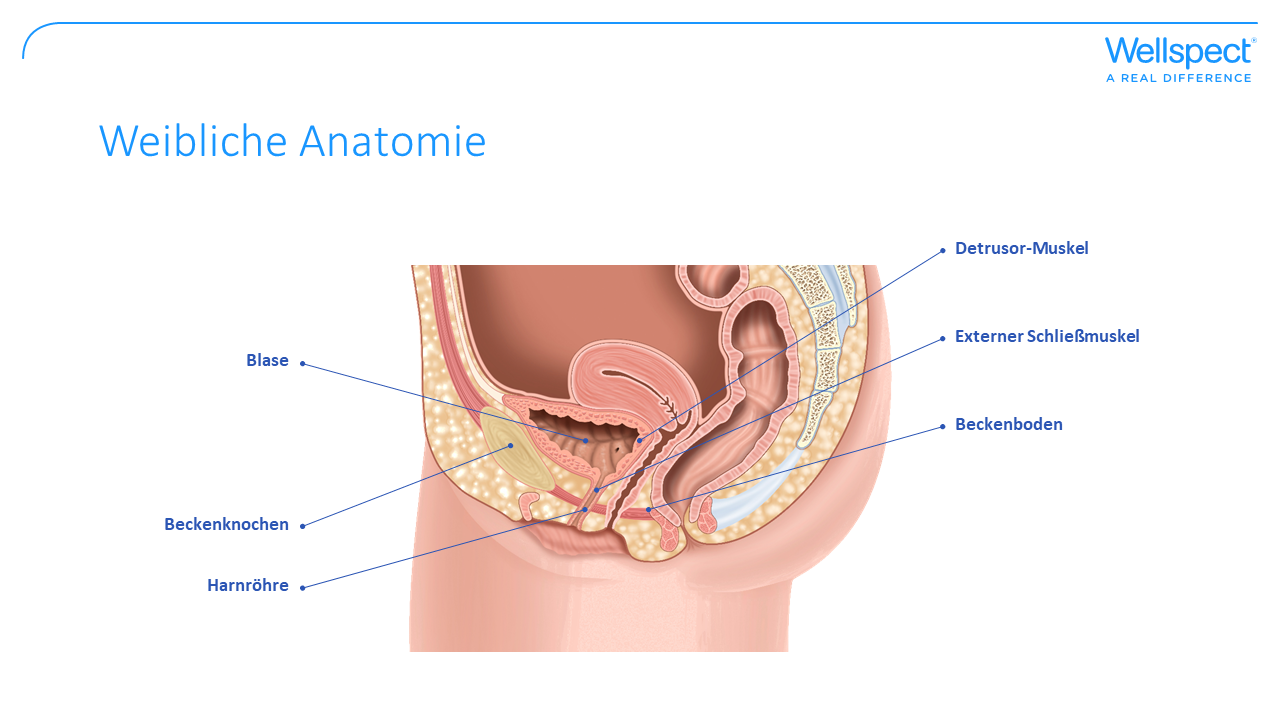 Wellspect®
A REAL DIFFERENCE
Weibliche Anatomie
Detrusor-Muskel
Externer Schließmuskel
Blase
Beckenboden
Beckenknochen
Harnröhre